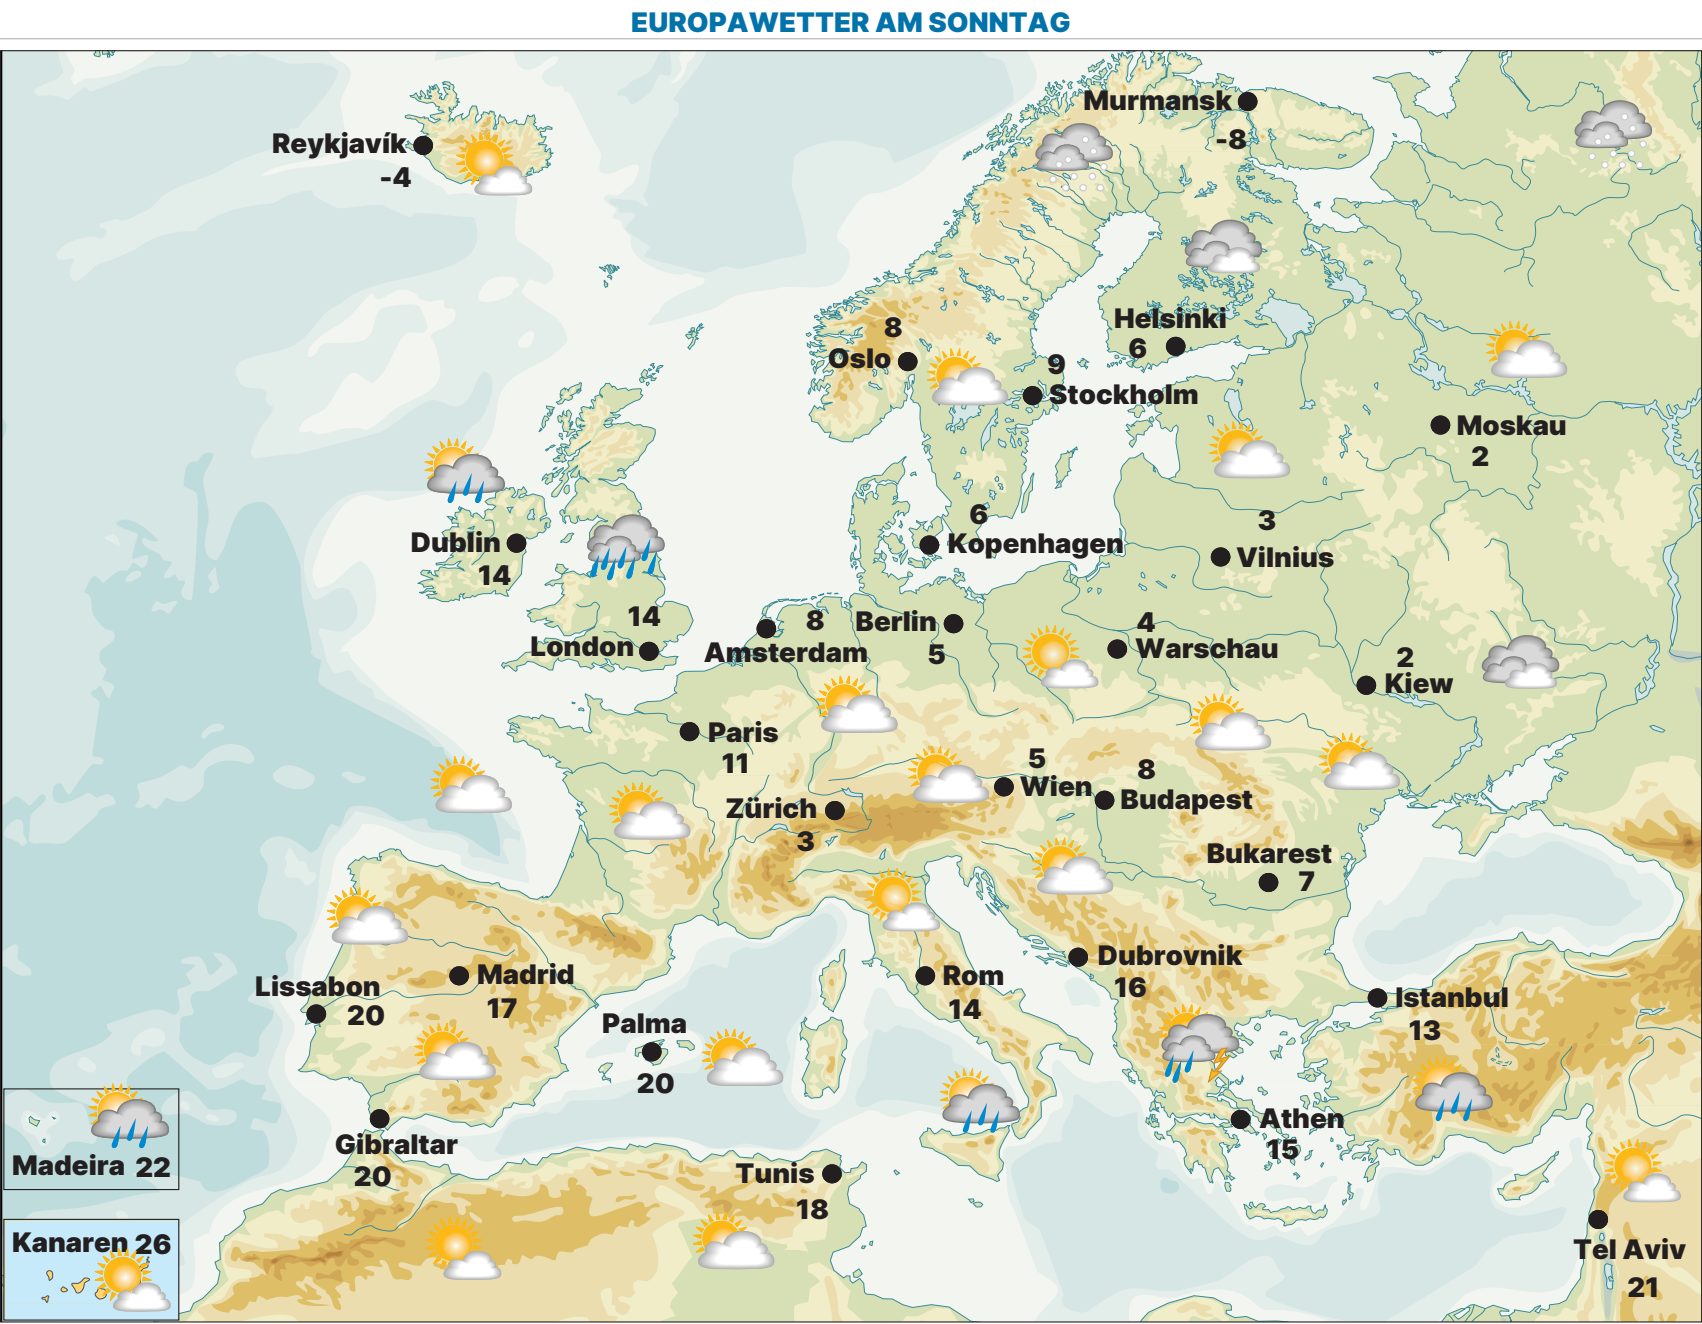 EUROPAWETTER AM SONNTAG
Murmansk
-8
Reykjavík
-4
8
Oslo
Helsinki
6
9
Stockholm
Moskau
2
6
Kopenhagen
3
Vilnius
Dublin
14
14
London
8
Amsterdam
Berlin
5
4
Warschau
2
Kiew
Paris
11
5
Wien
8
Budapest
Zürich
3
Bukarest
7
Dubrovnik
16
Madrid
17
Lissabon
20
Rom
14
Istanbul
13
Palma
20
Gibraltar
20
Athen
15
Madeira 22
Tunis
18
Kanaren 26
Tel Aviv
21